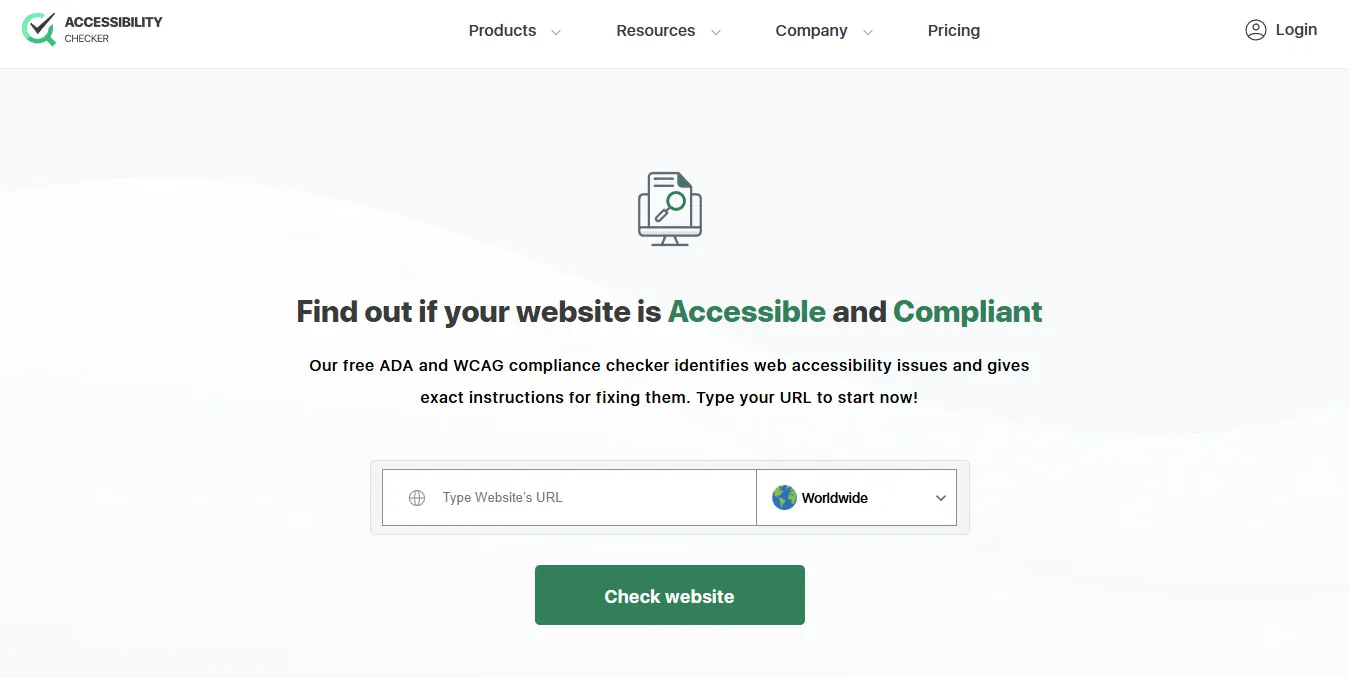 ACCESSIBILITY
CHECKER
Products
Resources
Company
Pricing
Login
Find out if your website is Accessible and Compliant
Our free ADA and WCAG compliance checker identifies web accessibility issues and gives
exact instructions for fixing them. Type your URL to start now!
Type Website's URL
Worldwide
Check website